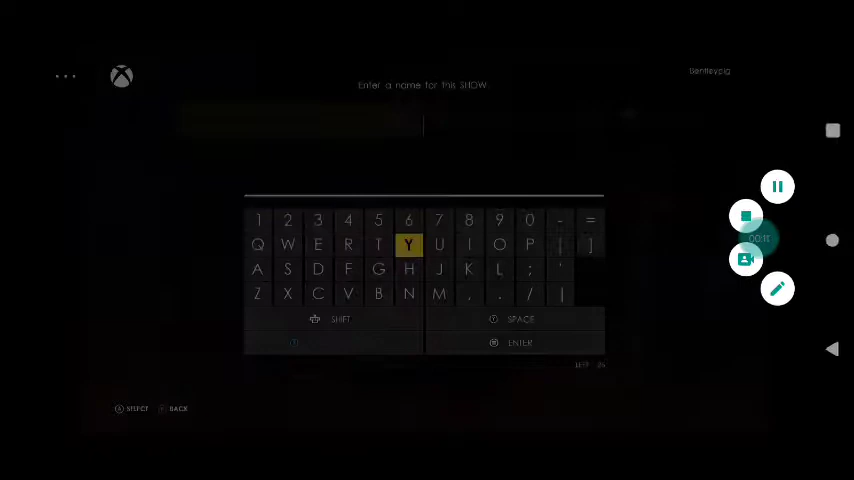 Enter a name for this SHOW.
1 2 3 4 5 6 7 8 9 0 - =
Q W E R T Y U I O P [ ]
A S D F G H J K L ; '
Z X C V B N M , . / |
SHIFT
Y SPACE
ENTER
LEFT
A SELECT
BACK
00:11